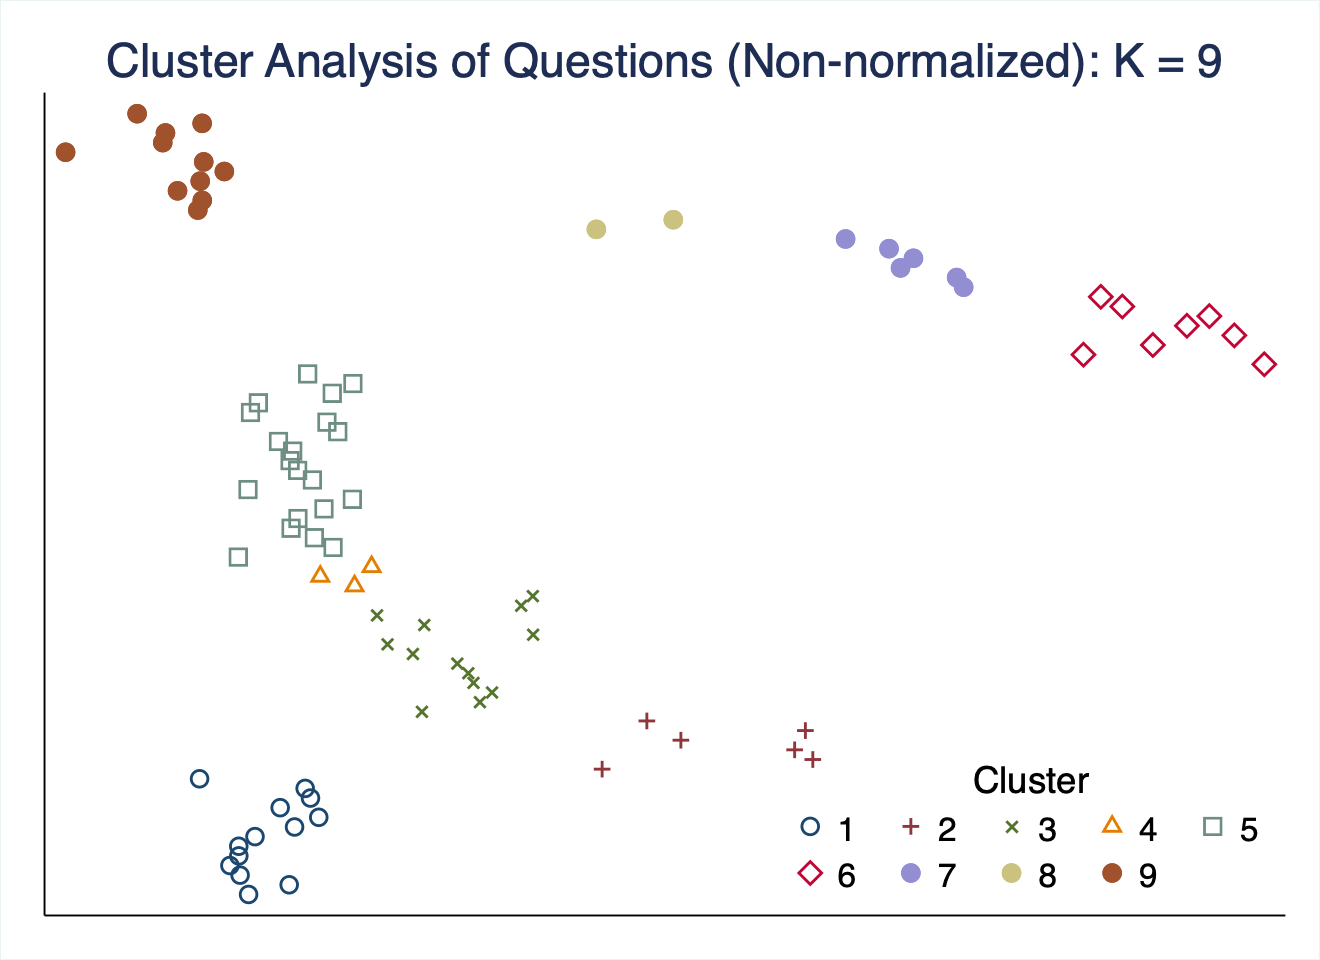 Cluster Analysis of Questions (Non-normalized): K = 9
Cluster
1 2 3 4 5
6 7 8 9